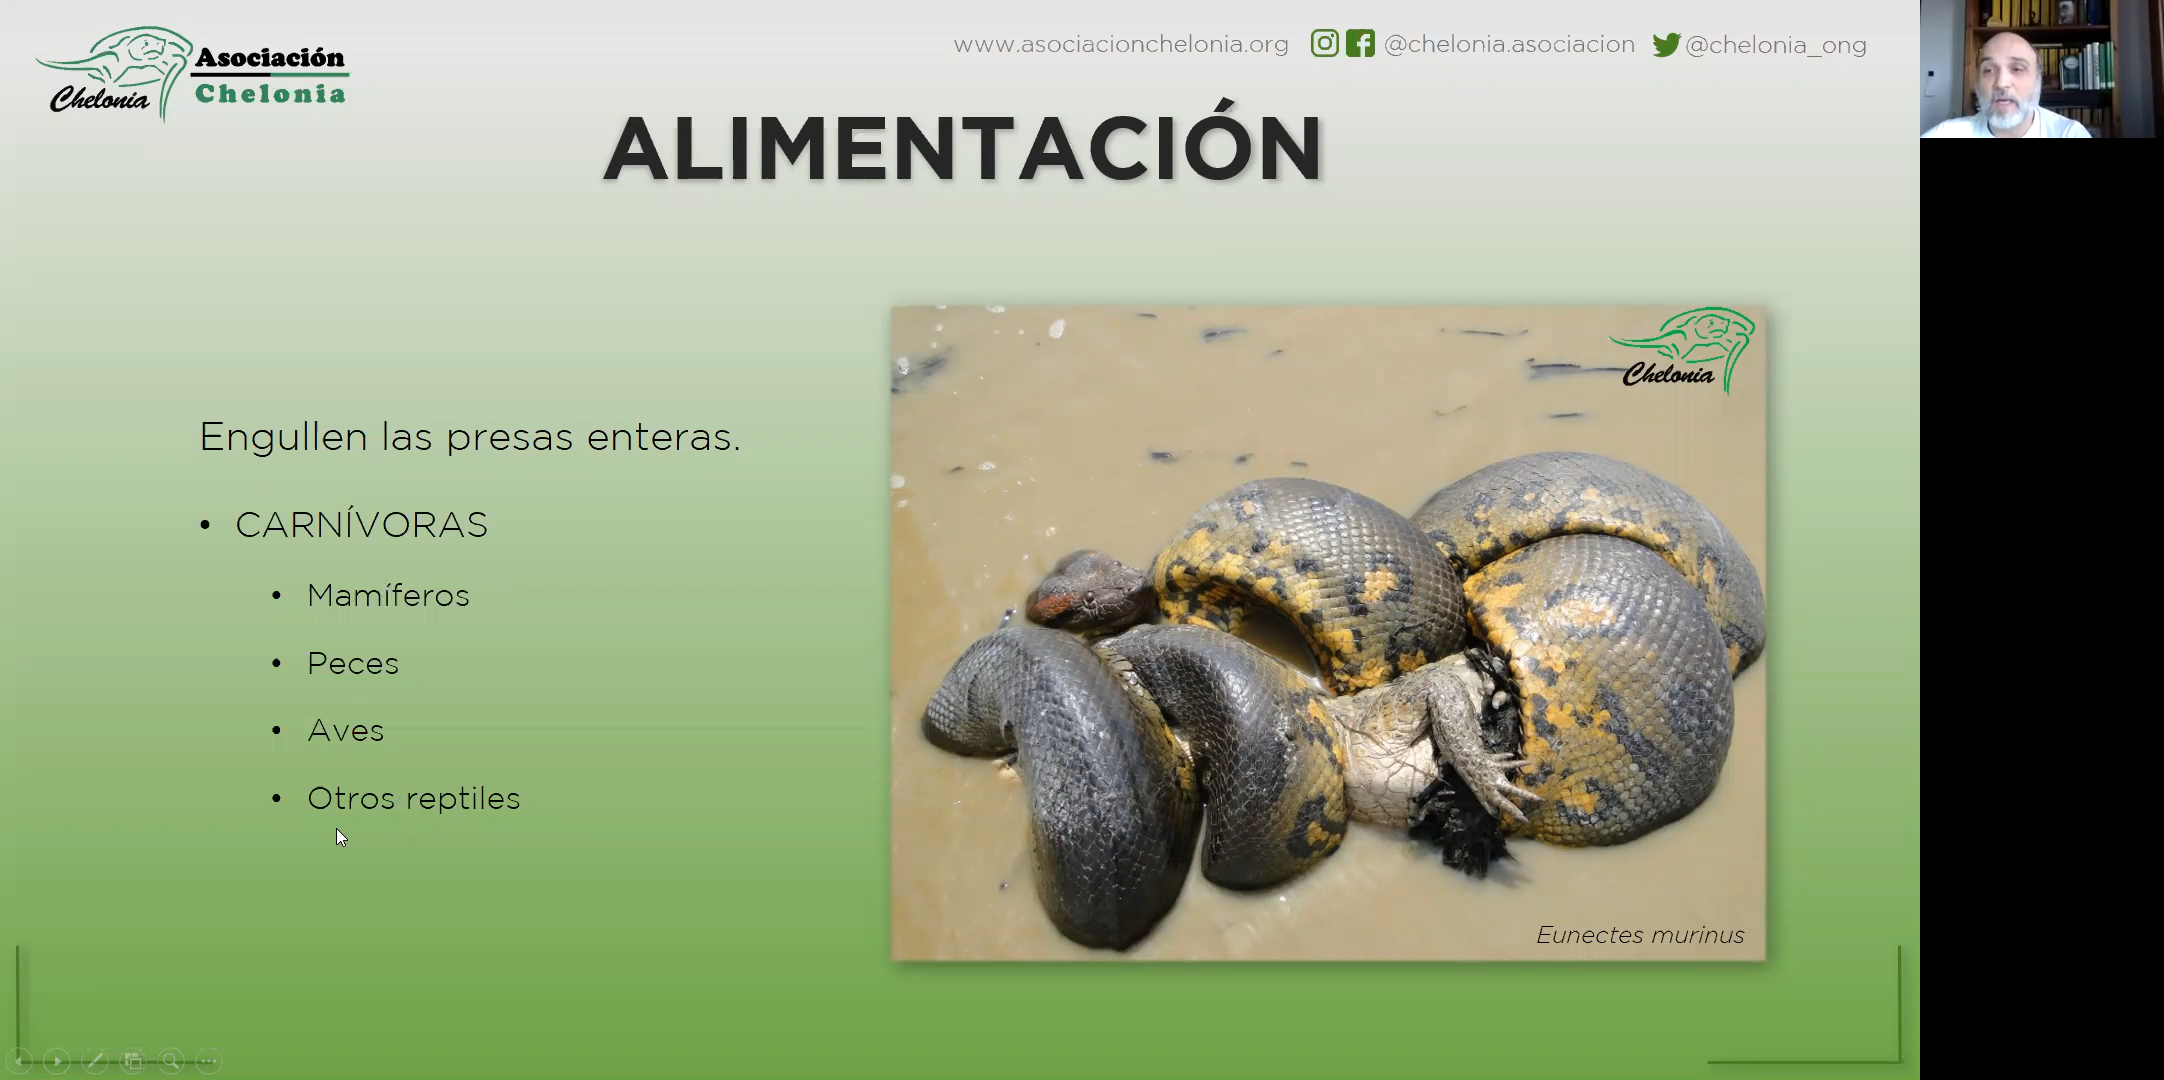 Chelonia
Asociación
Chelonia
www.asociacionchelonia.org @chelonia.asociacion @chelonia_ong
ALIMENTACIÓN
Engullen las presas enteras.
• CARNÍVORAS
• Mamíferos
• Peces
• Aves
• Otros reptiles
Chelonia
Eunectes murinus